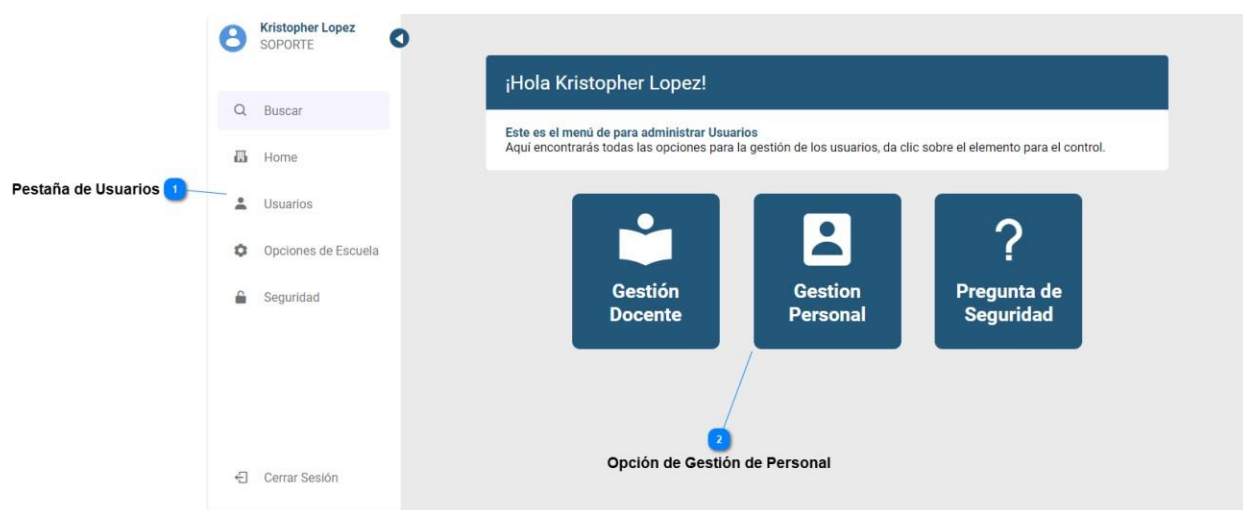 Kristopher Lopez
SOPORTE
Buscar
Home
Pestaña de Usuarios 1
Usuarios
Opciones de Escuela
Seguridad
Cerrar Sesión
¡Hola Kristopher Lopez!
Este es el menú de para administrar Usuarios
Aquí encontrarás todas las opciones para la gestión de los usuarios, da clic sobre el elemento para el control.
Gestión
Docente
Gestion
Personal
?
Pregunta de
Seguridad
2
Opción de Gestión de Personal